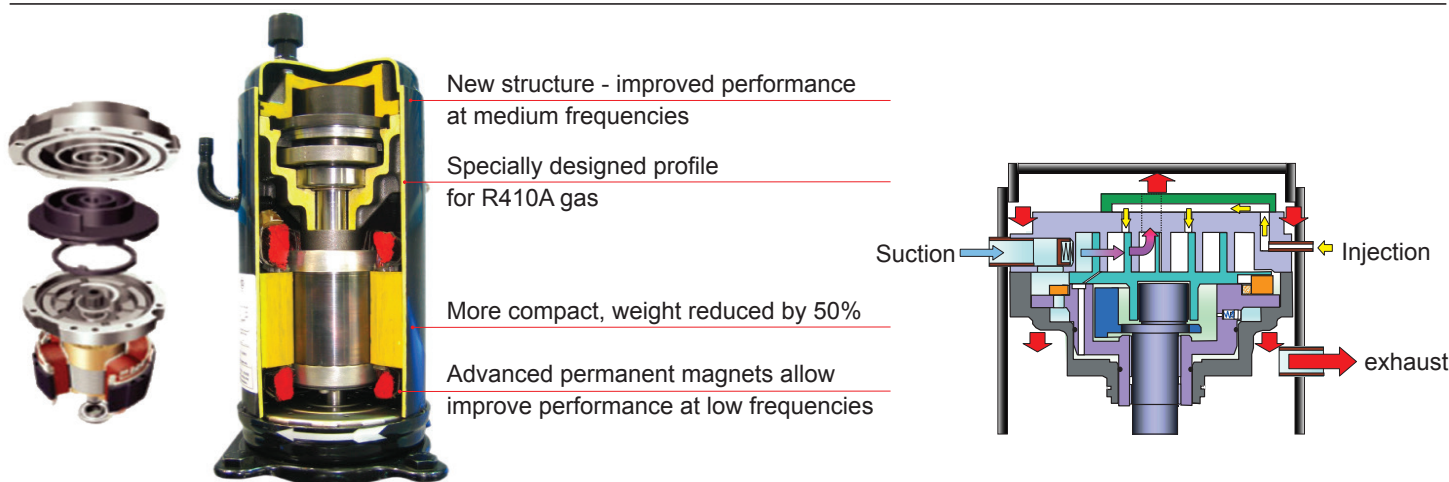 New structure - improved performance
at medium frequencies
Specially designed profile
for R410A gas
More compact, weight reduced by 50%
Advanced permanent magnets allow
improve performance at low frequencies
Suction
Injection
exhaust